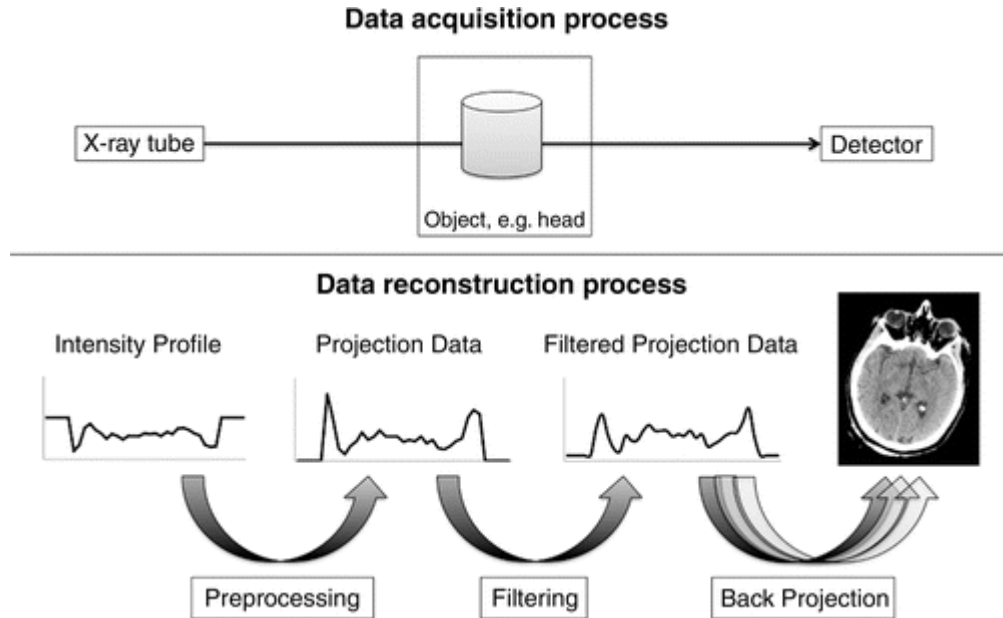 Data acquisition process
X-ray tube
Detector
Object, e.g. head
Data reconstruction process
Intensity Profile
Projection Data
Filtered Projection Data
Preprocessing
Filtering
Back Projection